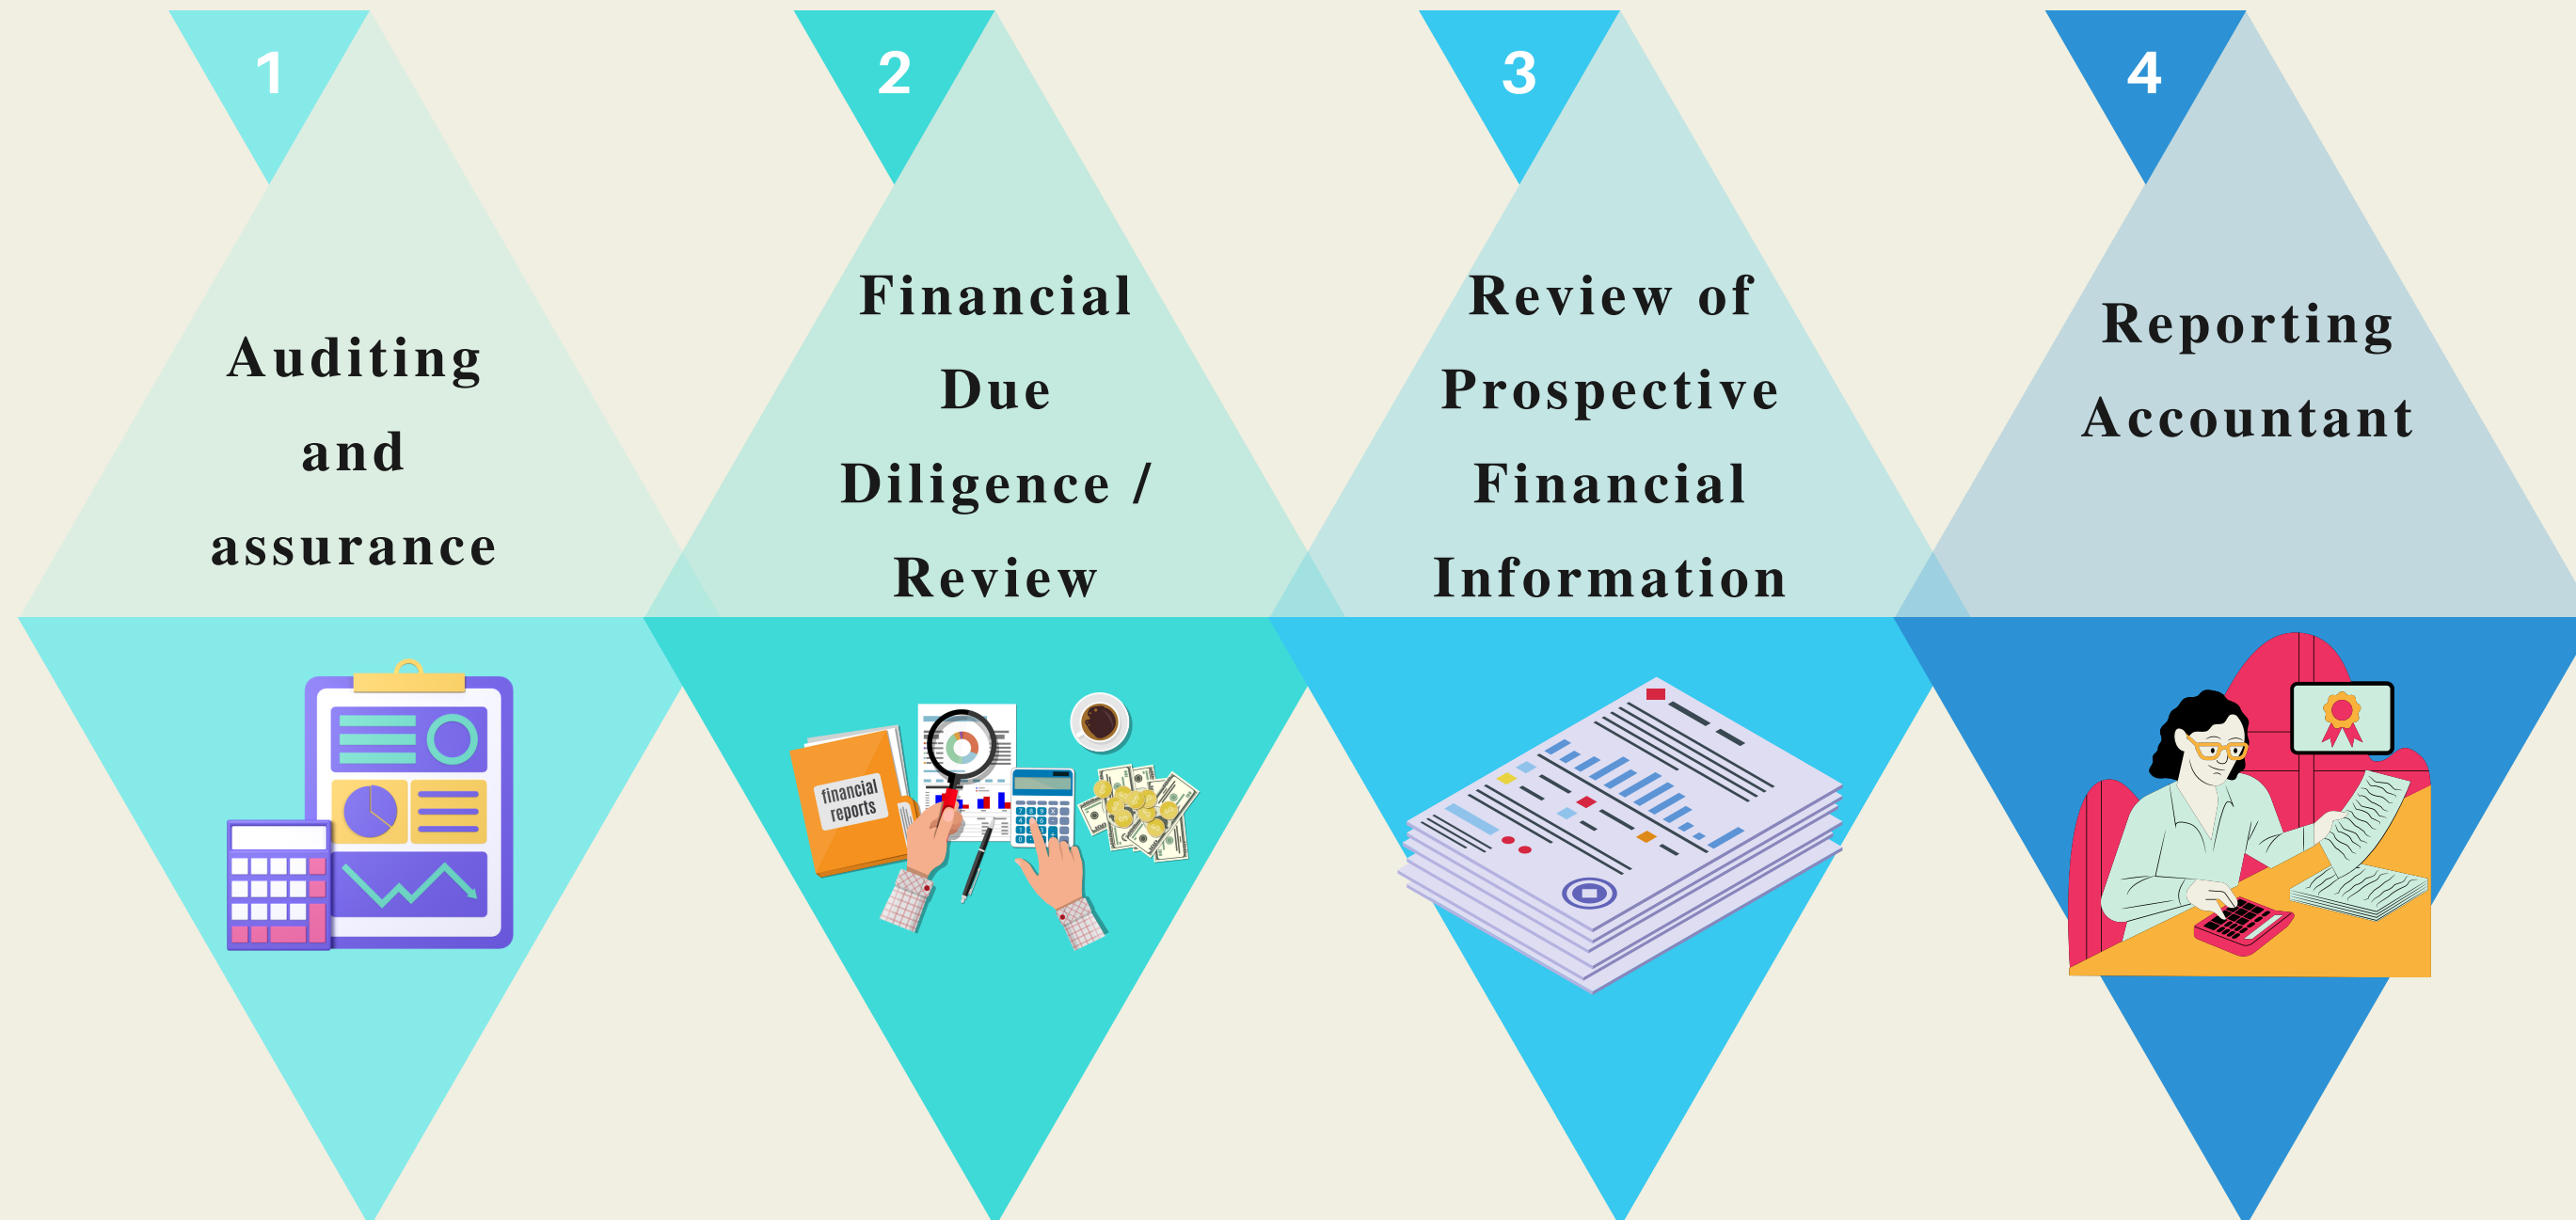 1
Auditing
and
assurance
2
Financial
Due
Diligence /
Review
financial
reports
3
Review of
Prospective
Financial
Information
4
Reporting
Accountant